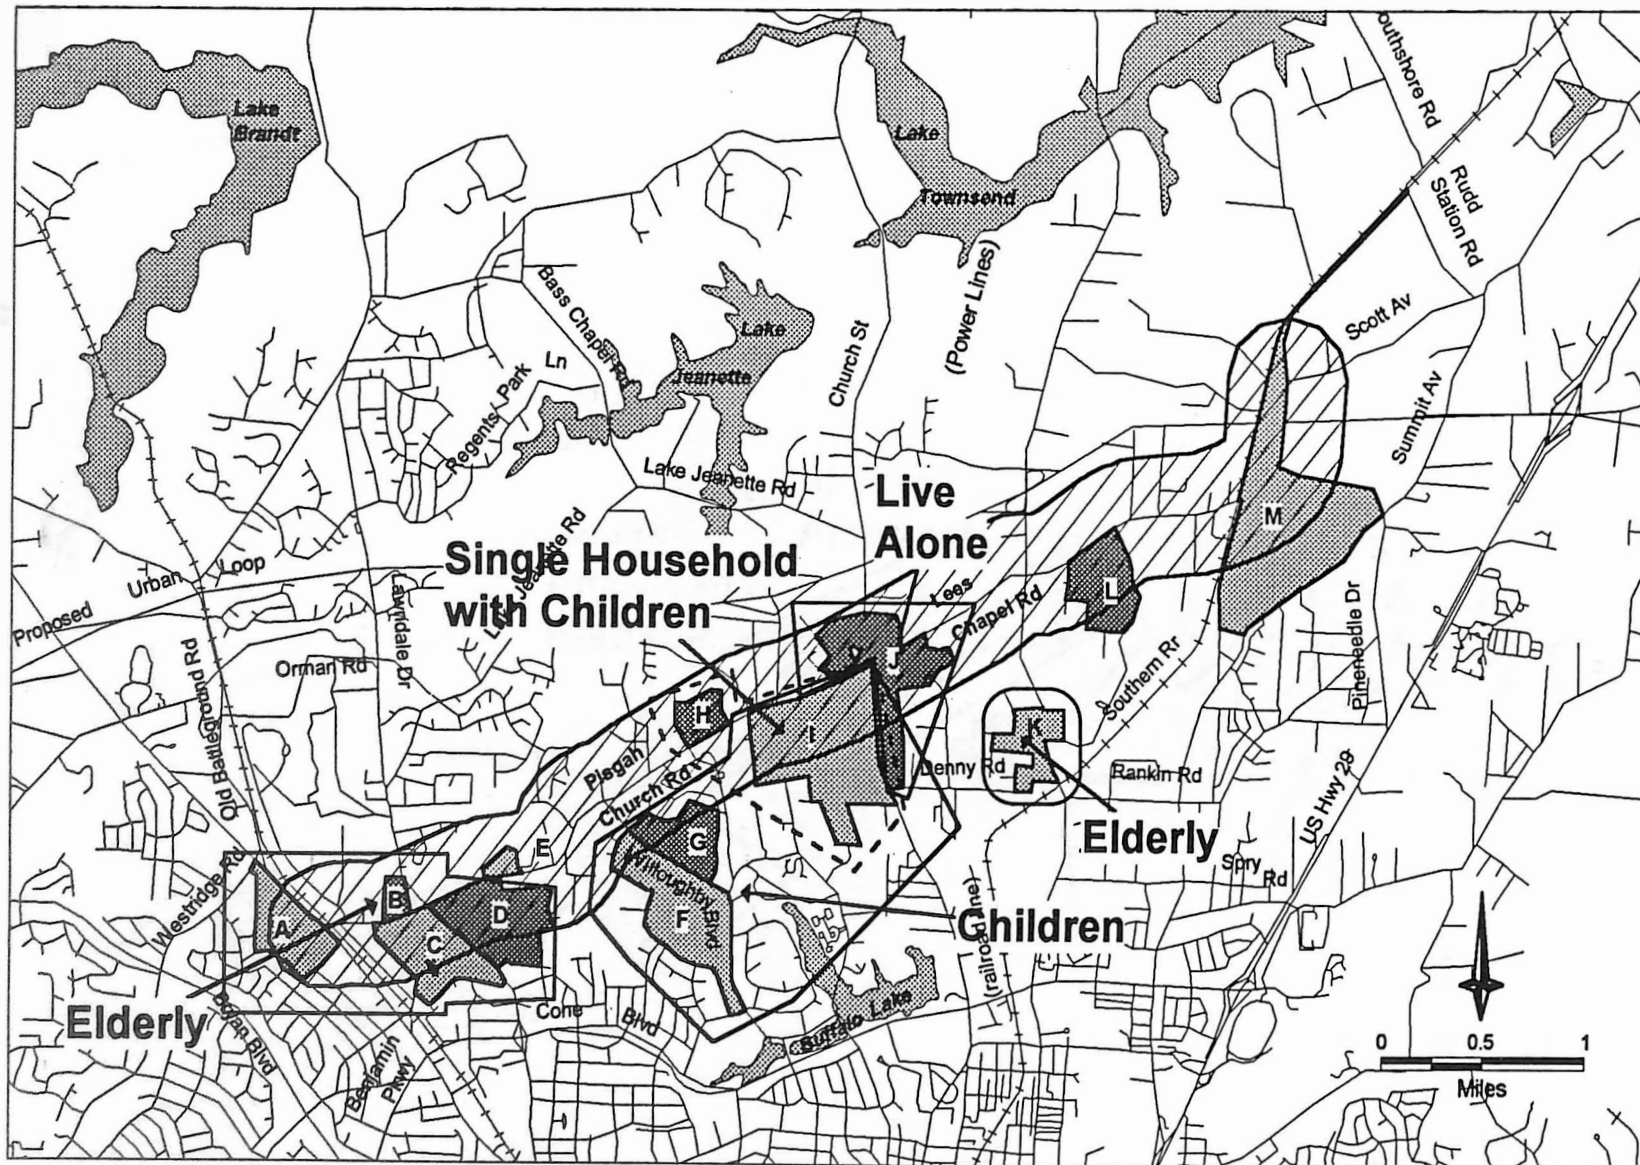 Southshore Rd
Lake
Brandt
Lake
Townsend
Rudd
Station Rd
(Power Lines)
Bass Chapel Rd
Lake
Scott Av
Church St
Ln
Regents Park
Jeanette
Summit Av
Lake Jeanette Rd
Live
Alone
M
Single Household
with Children
Proposed
Urban
Loop
Lawndale Dr
Lees
Chapel Rd
L
Pineneedle Dr
Orman Rd
Old Battleground Rd
J
Southern Rr
H
I
K
Pisgah
Church Rd
Denny Rd
Rankin Rd
US Hwy 29
Elderly
E
G
Spry
Rd
Westridge Rd
Willoughby Blvd
B
A
D
C
F
Children
(railroad line)
Elderly
Cone
Blvd
Buffalo Lake
Benjamin
Pkwy
0
0.5
1
Miles